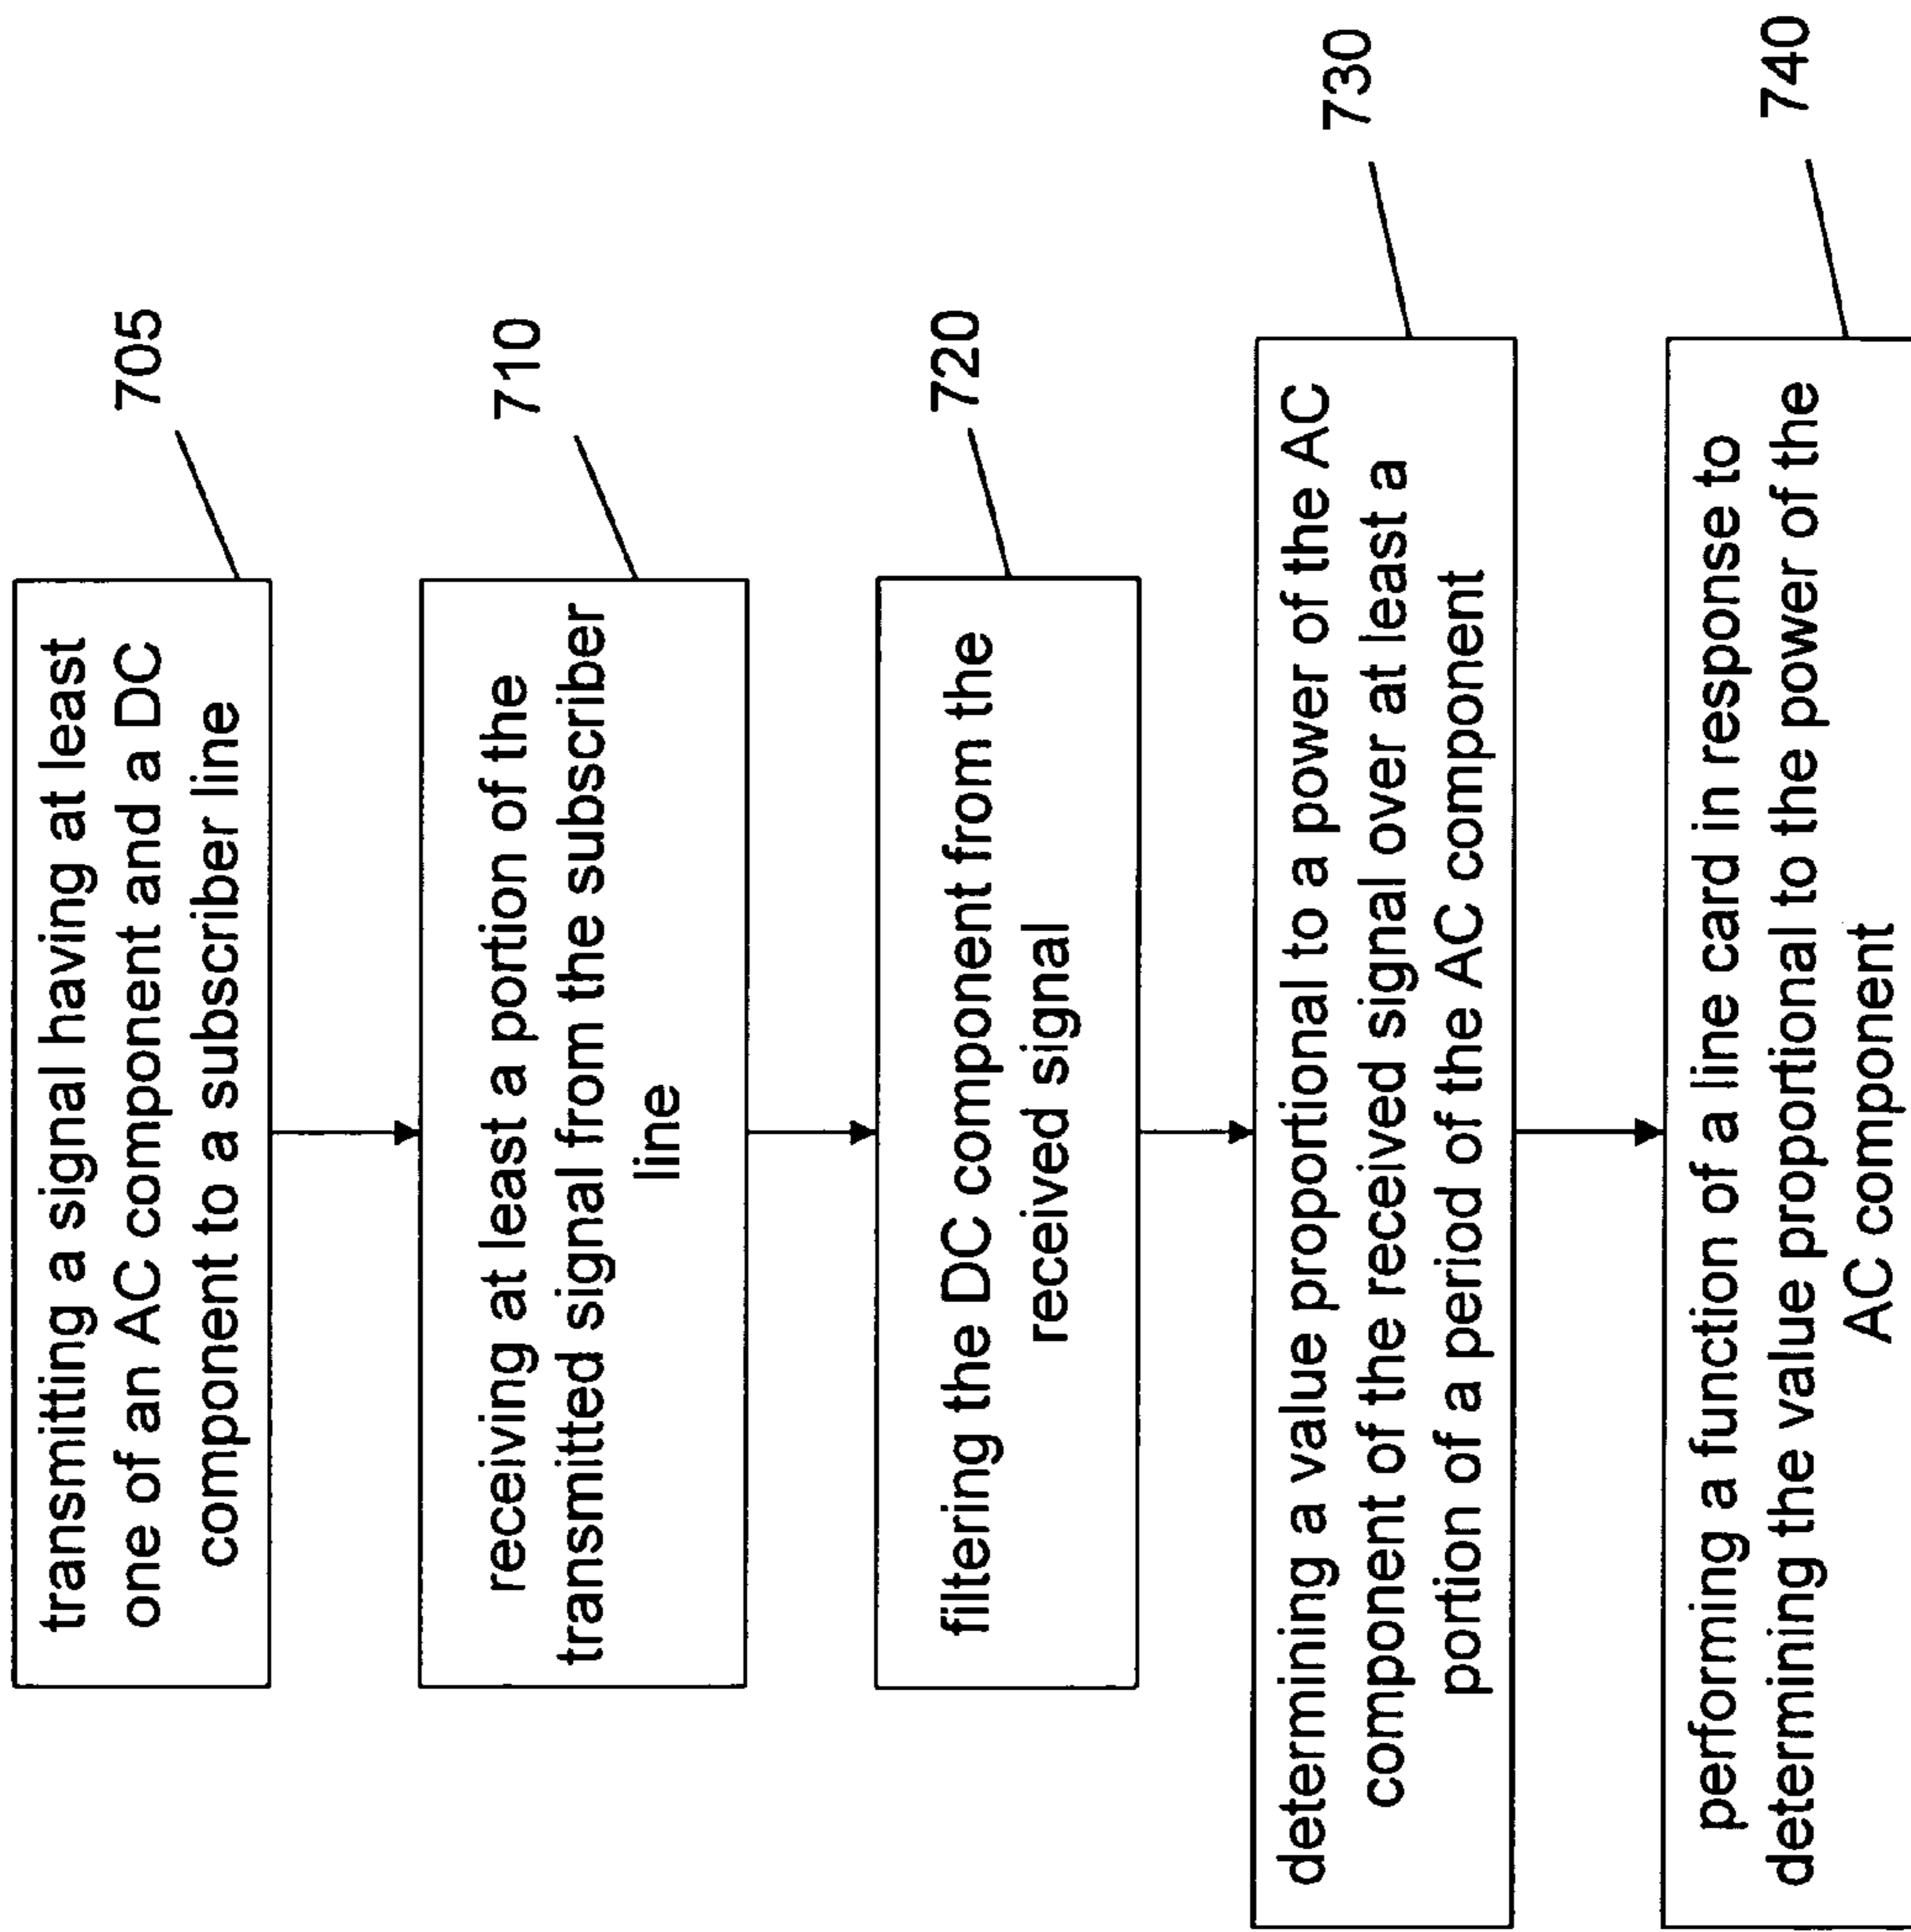 transmitting a signal having at least
one of an AC component and a DC
component to a subscriber line
705
receiving at least a portion of the
transmitted signal from the subscriber
line
710
filtering the DC component from the
received signal
720
determining a value proportional to a power of the AC
component of the received signal over at least a
portion of a period of the AC component
730
performing a function of a line card in response to
determining the value proportional to the power of the
AC component
740